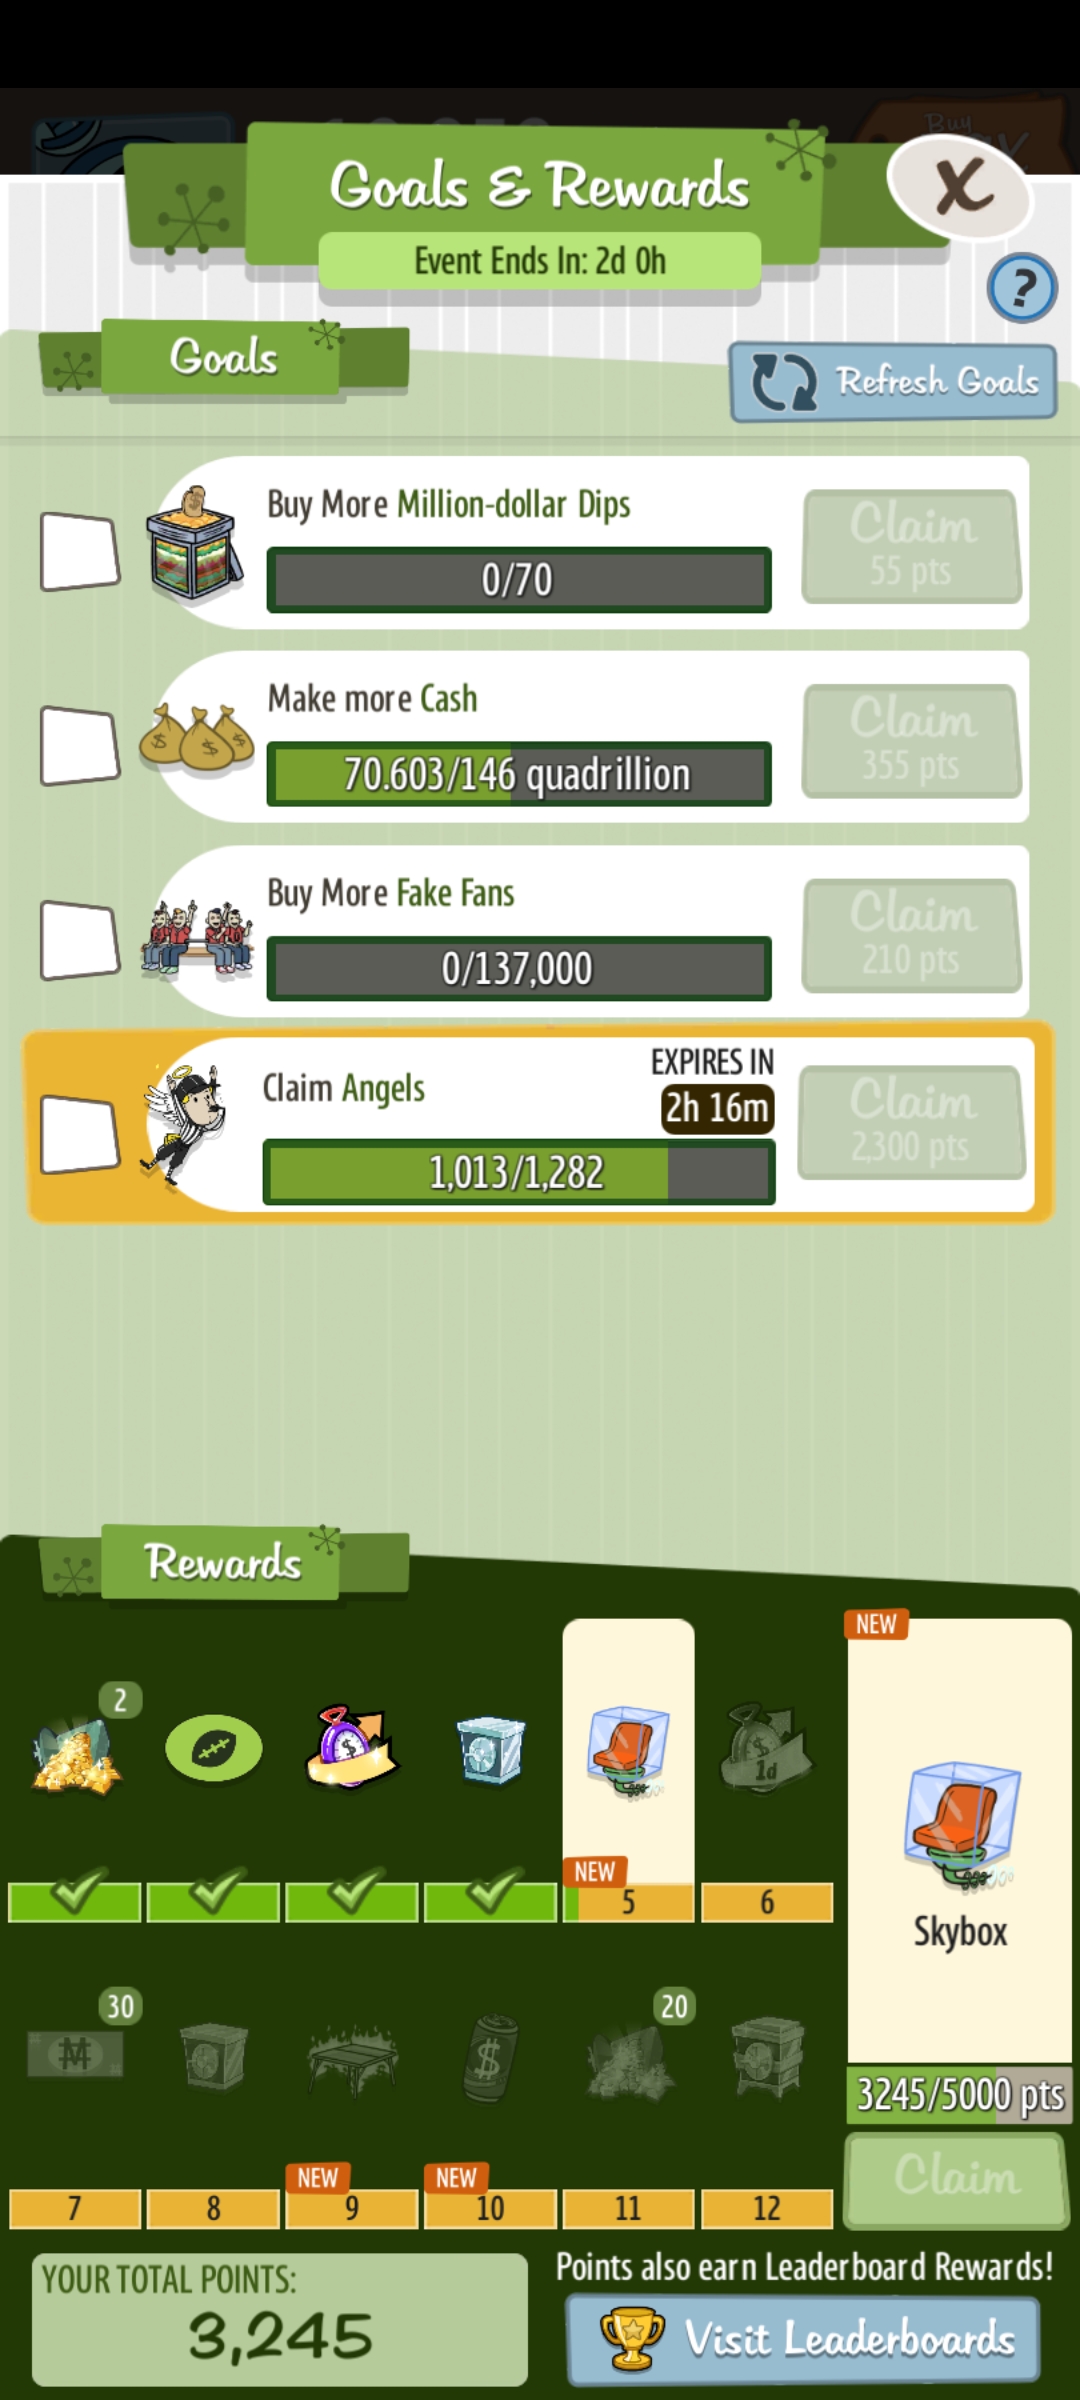 Buy
Goals & Rewards
X
Event Ends In: 2d 0h
?
Goals
Refresh Goals
Buy More Million-dollar Dips
0/70
Claim
55 pts
Make more Cash
70.603/146 quadrillion
Claim
355 pts
Buy More Fake Fans
0/137,000
Claim
210 pts
Claim Angels
EXPIRES IN
2h 16m
1,013/1,282
Claim
2,300 pts
Rewards
NEW
2
1d
NEW
5
6
Skybox
30
20
3245/5000 pts
Claim
NEW
NEW
7
8
9
10
11
12
YOUR TOTAL POINTS:
3,245
Points also earn Leaderboard Rewards!
Visit Leaderboards